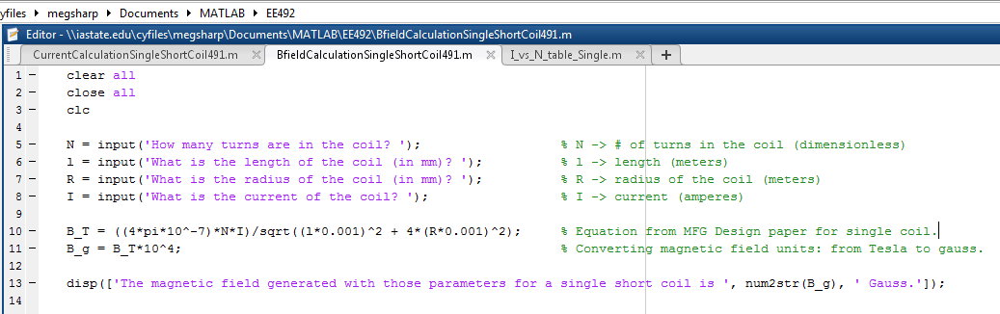 yfiles ▸ megsharp ▸ Documents ▸ MATLAB ▸ EE492
Editor - \\iastate.edu\cyfiles\megsharp\Documents\MATLAB\EE492\BfieldCalculationSingleShortCoil491.m
CurrentCalculationSingleShortCoil491.m × BfieldCalculationSingleShortCoil491.m × I_vs_N_table_Single.m × +
1 – clear all
2 – close all
3 – clc
4
5 – N = input('How many turns are in the coil? '); % N -> # of turns in the coil (dimensionless)
6 – l = input('What is the length of the coil (in mm)? '); % l -> length (meters)
7 – R = input('What is the radius of the coil (in mm)? '); % R -> radius of the coil (meters)
8 – I = input('What is the current of the coil? '); % I -> current (amperes)
9
10 – B_T = ((4*pi*10^-7)*N*I)/sqrt((l*0.001)^2 + 4*(R*0.001)^2); % Equation from MFG Design paper for single coil.
11 – B_g = B_T*10^4; % Converting magnetic field units: from Tesla to gauss.
12
13 – disp(['The magnetic field generated with those parameters for a single short coil is ', num2str(B_g), ' Gauss.']);
14